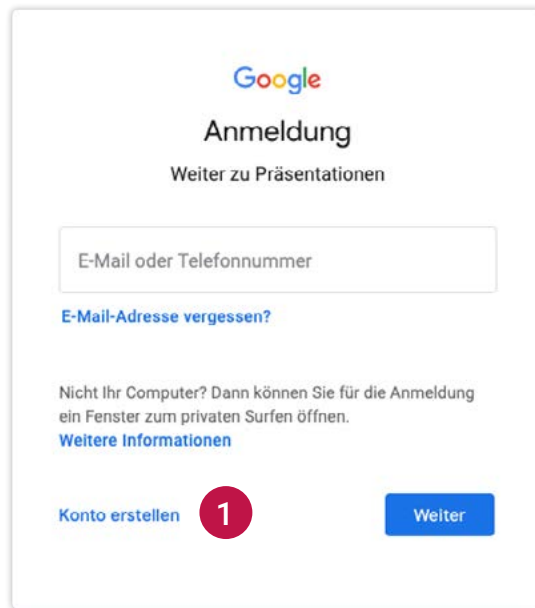 Google
Anmeldung
Weiter zu Präsentationen
E-Mail oder Telefonnummer
E-Mail-Adresse vergessen?
Nicht Ihr Computer? Dann können Sie für die Anmeldung
ein Fenster zum privaten Surfen öffnen.
Weitere Informationen
Konto erstellen 1 Weiter